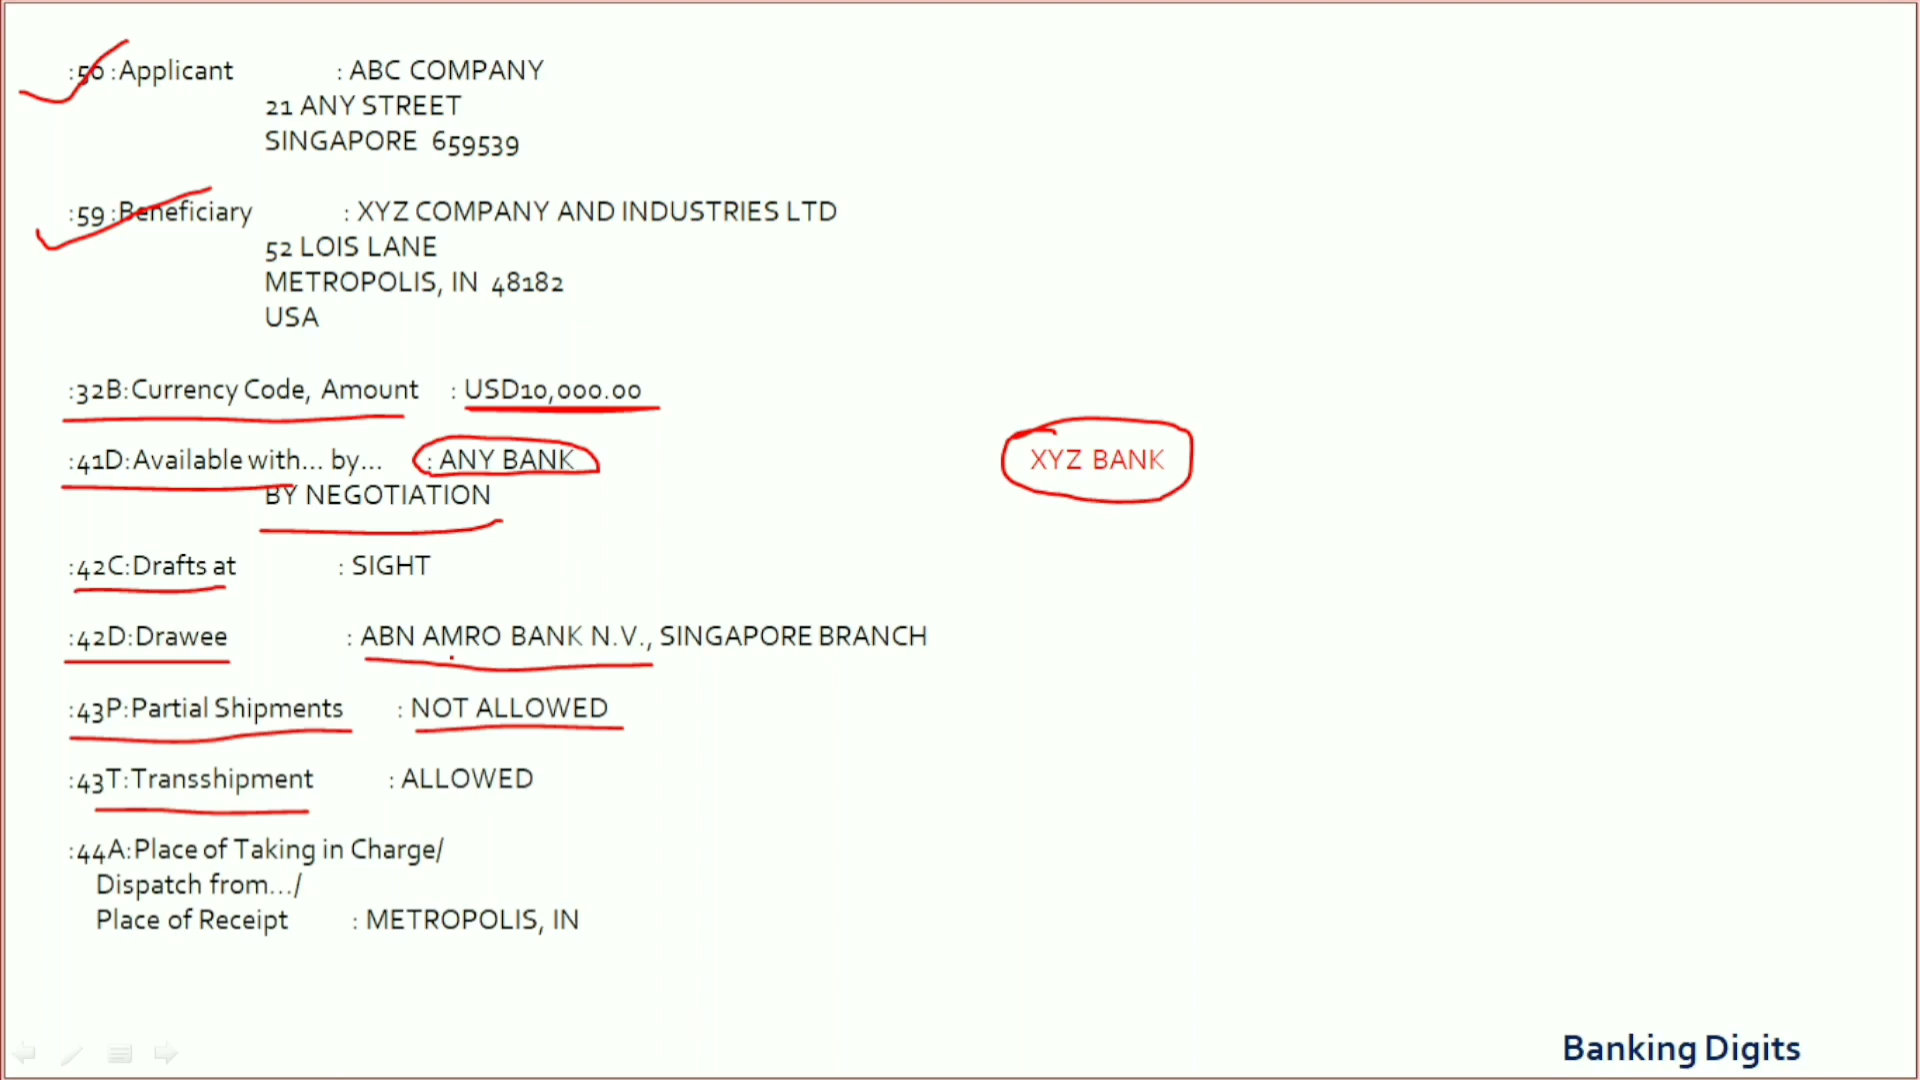 :50 :Applicant : ABC COMPANY
21 ANY STREET
SINGAPORE 659539
:59 :Beneficiary : XYZ COMPANY AND INDUSTRIES LTD
52 LOIS LANE
METROPOLIS, IN 48182
USA
:32B:Currency Code, Amount : USD10,000.00
:41D:Available with... by... : ANY BANK XYZ BANK
BY NEGOTIATION
:42C:Drafts at : SIGHT
:42D:Drawee : ABN AMRO BANK N.V., SINGAPORE BRANCH
:43P:Partial Shipments : NOT ALLOWED
:43T:Transshipment : ALLOWED
:44A:Place of Taking in Charge/
Dispatch from.../
Place of Receipt : METROPOLIS, IN
Banking Digits